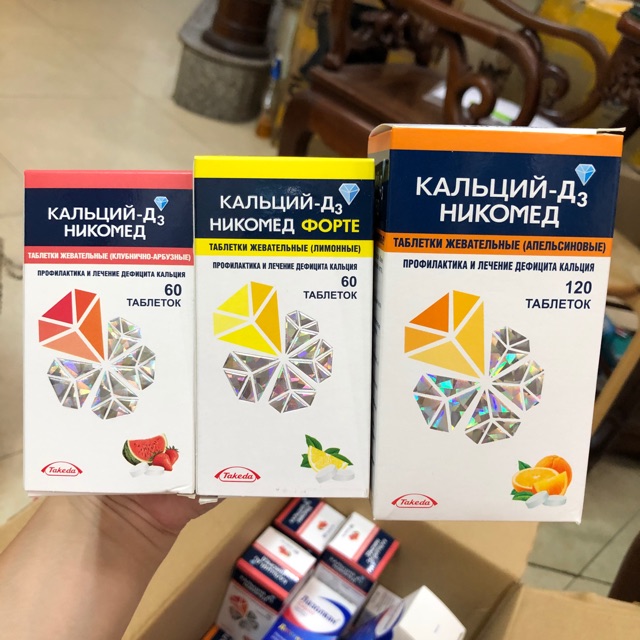 КАЛЬЦИЙ-Д3
НИКОМЕД
ТАБЛЕТКИ ЖЕВАТЕЛЬНЫЕ (КЛУБНИЧНО-АРБУЗНЫЕ)
ПРОФИЛАКТИКА И ЛЕЧЕНИЕ ДЕФИЦИТА КАЛЬЦИЯ
60
ТАБЛЕТОК
Takeda
КАЛЬЦИЙ-Д3
НИКОМЕД ФОРТЕ
ТАБЛЕТКИ ЖЕВАТЕЛЬНЫЕ (ЛИМОННЫЕ)
ПРОФИЛАКТИКА И ЛЕЧЕНИЕ ДЕФИЦИТА КАЛЬЦИЯ
60
ТАБЛЕТОК
Takeda
КАЛЬЦИЙ-Д3
НИКОМЕД
ТАБЛЕТКИ ЖЕВАТЕЛЬНЫЕ (АПЕЛЬСИНОВЫЕ)
ПРОФИЛАКТИКА И ЛЕЧЕНИЕ ДЕФИЦИТА КАЛЬЦИЯ
120
ТАБЛЕТОК
Takeda